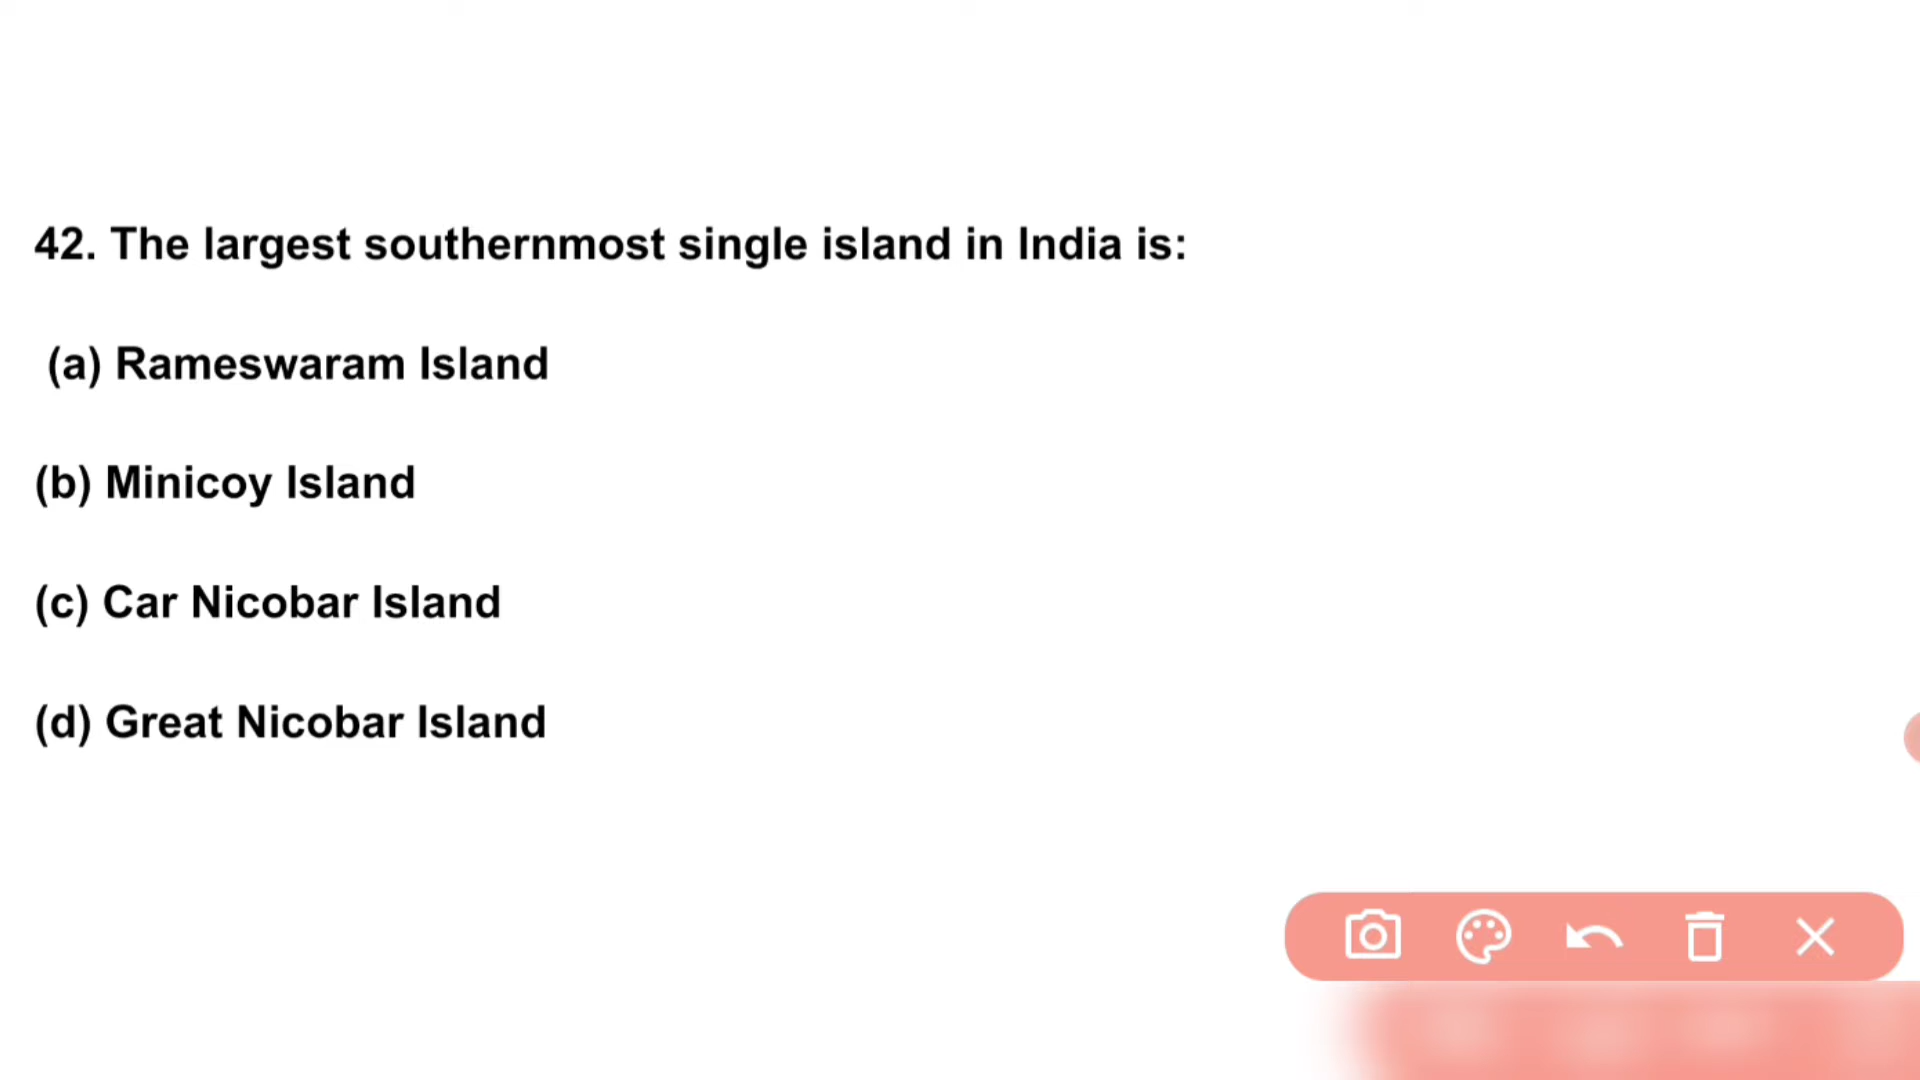 42. The largest southernmost single island in India is:
(a) Rameswaram Island
(b) Minicoy Island
(c) Car Nicobar Island
(d) Great Nicobar Island